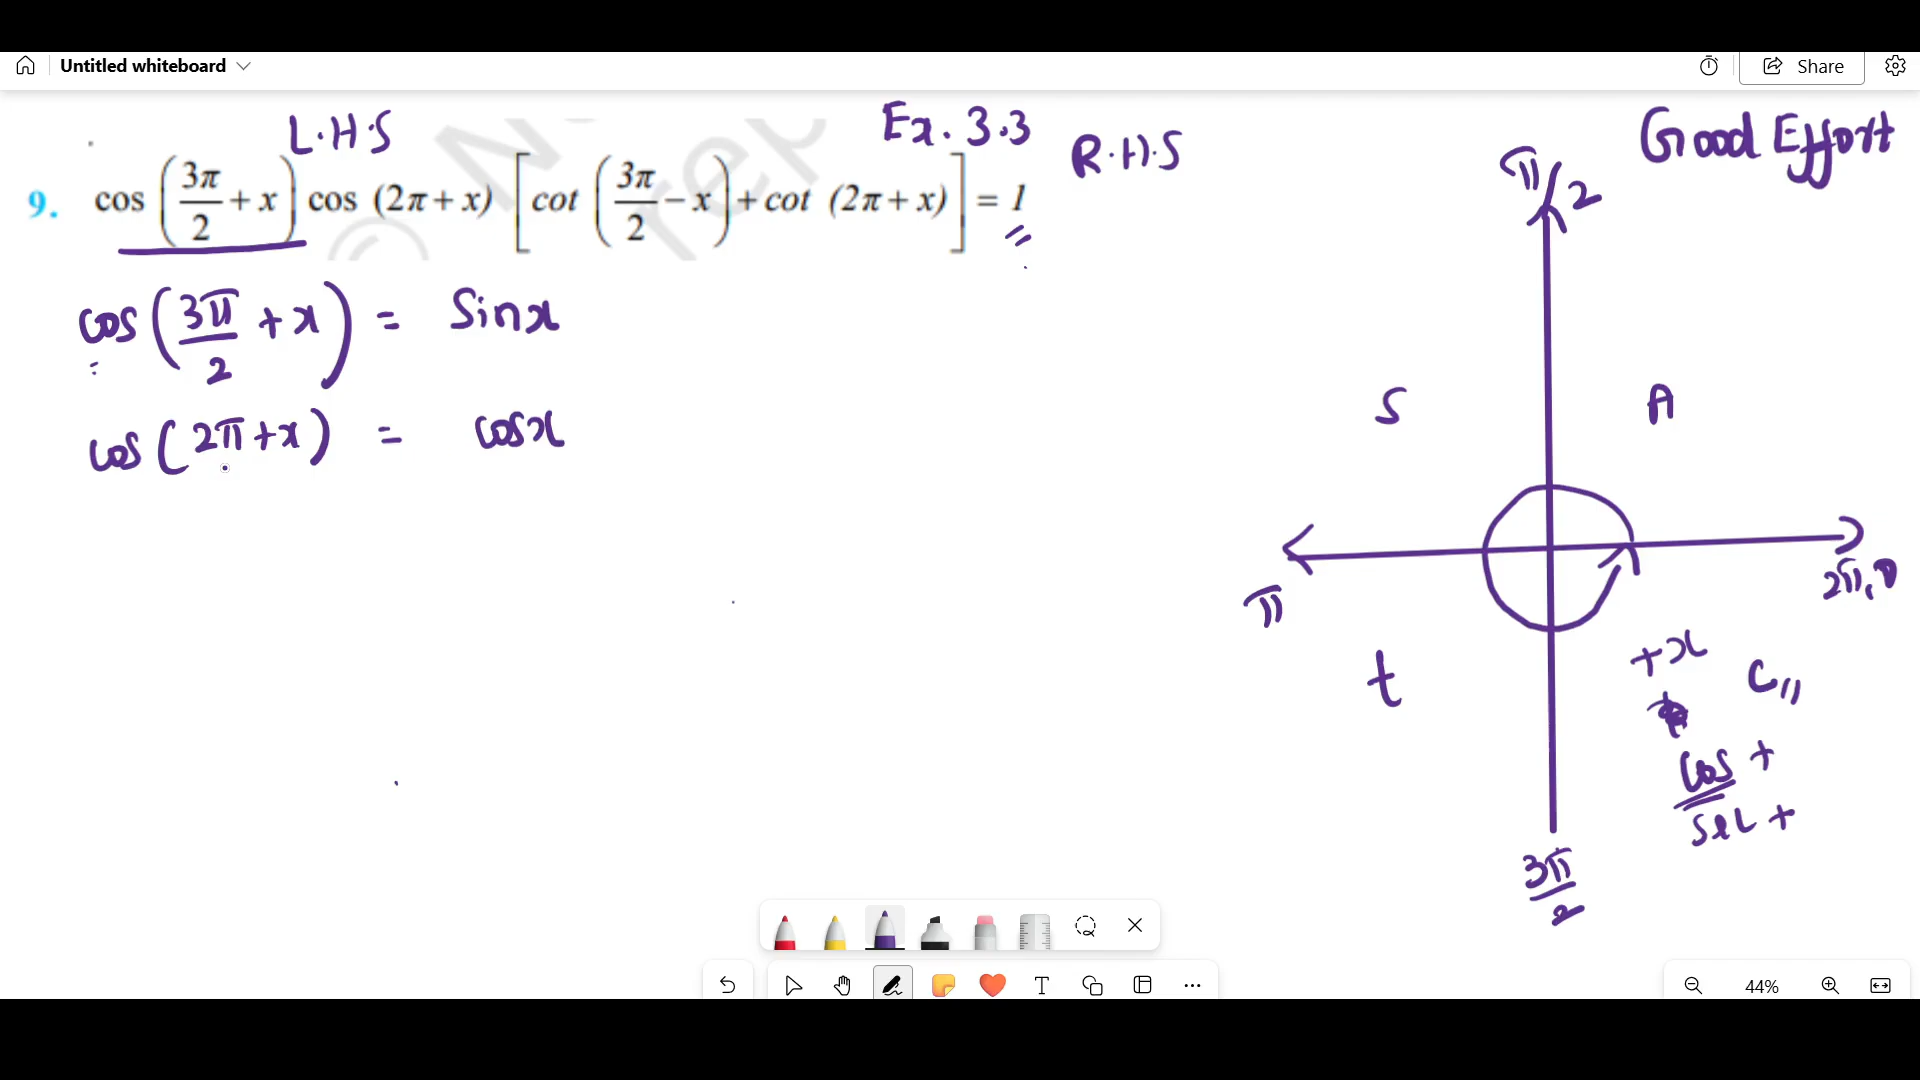 Untitled whiteboard
Share
L.H.S
Ex. 3.3
R.H.S
Good Effort
9. cos (3π/2 + x) cos (2π + x) [cot (3π/2 − x) + cot (2π + x)] = 1
cos (3π/2 + x) = Sinx
cos (2π + x) = cosx
π/2
S
A
π
2π, 0
t
+x
C
cos +
sec +
3π/2
T
44%